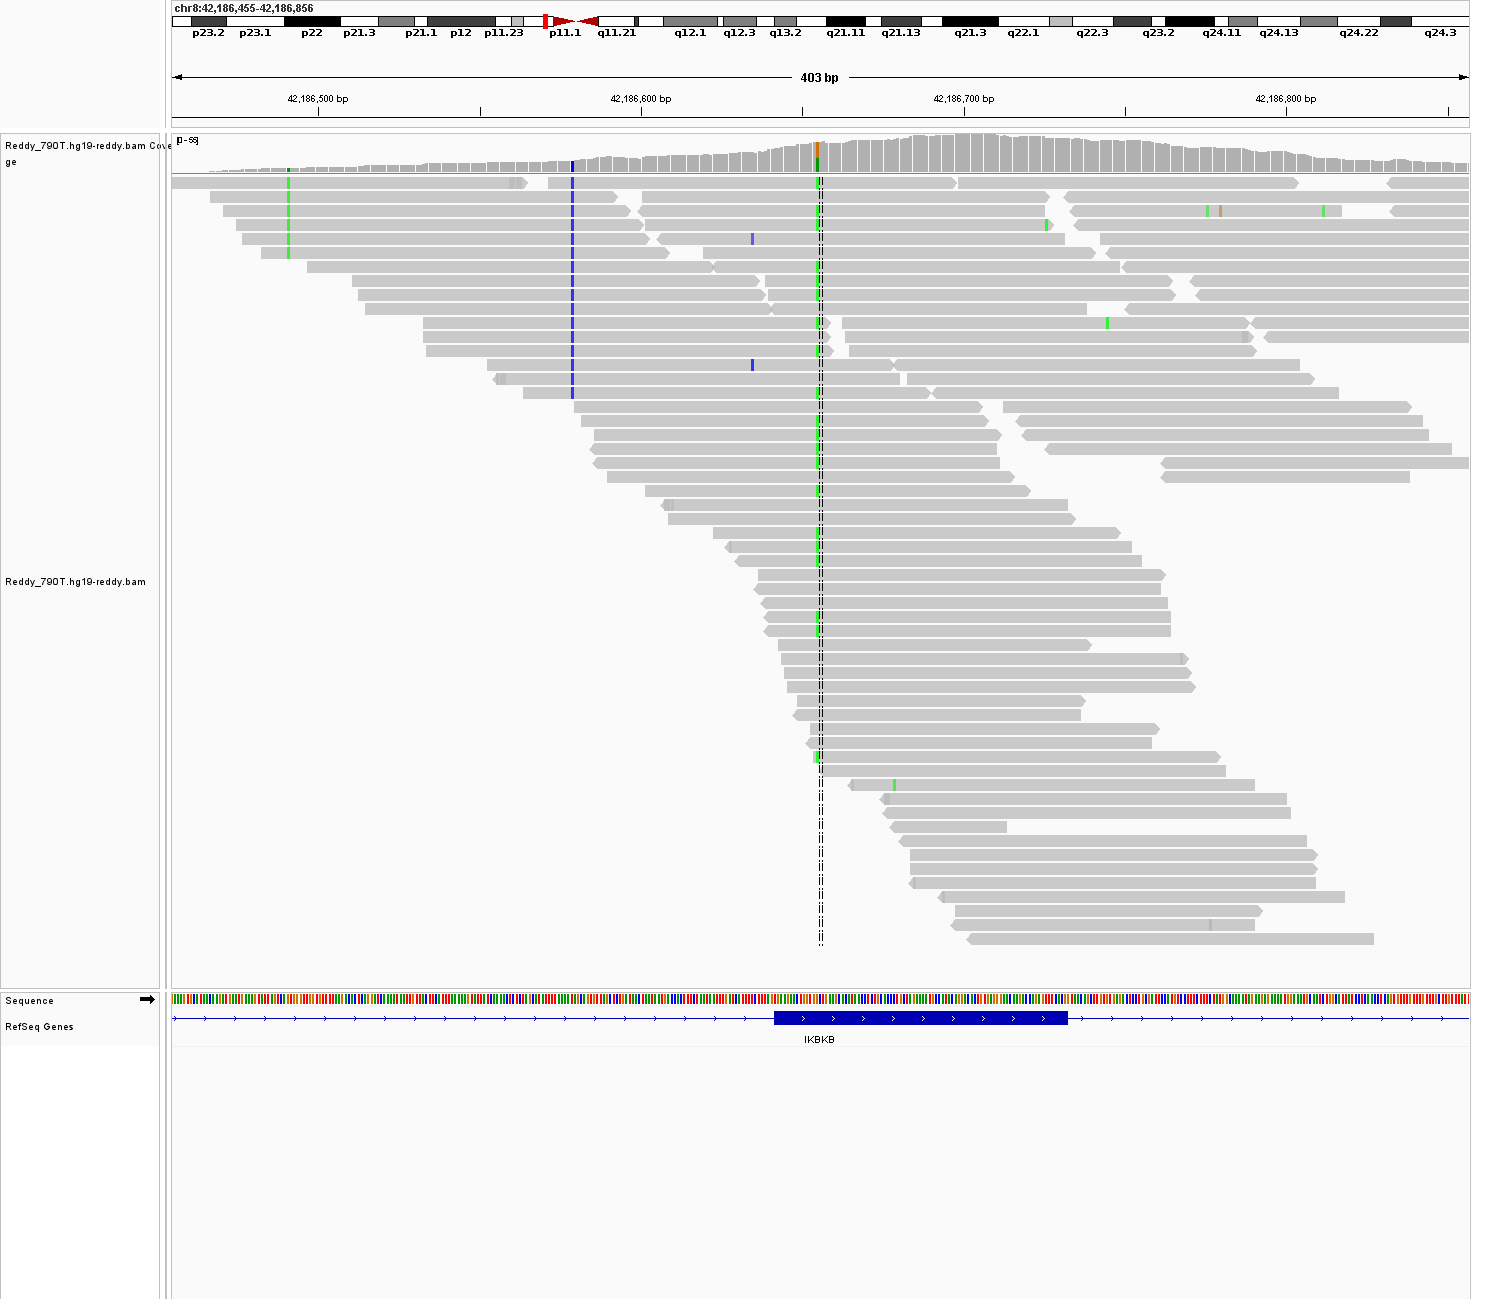 chr8:42,186,455-42,186,856
p23.2 p23.1 p22 p21.3 p21.1 p12 p11.23 p11.1 q11.21 q12.1 q12.3 q13.2 q21.11 q21.13 q21.3 q22.1 q22.3 q23.2 q24.11 q24.13 q24.22 q24.3
403 bp
42,186,500 bp 42,186,600 bp 42,186,700 bp 42,186,800 bp
Reddy_790T.hg19-reddy.bam Cove
ge
Reddy_790T.hg19-reddy.bam
Sequence
RefSeq Genes
IKBKB